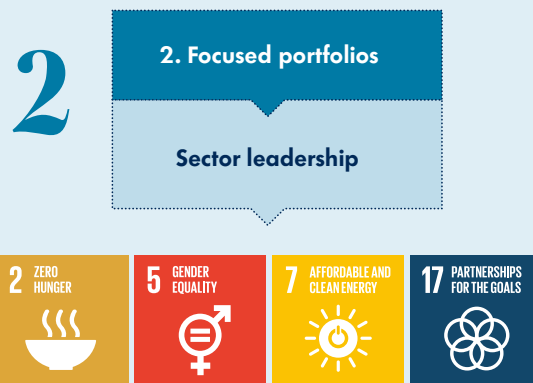 2
2. Focused portfolios
Sector leadership
2 ZERO
HUNGER
5 GENDER
EQUALITY
7 AFFORDABLE AND
CLEAN ENERGY
17 PARTNERSHIPS
FOR THE GOALS